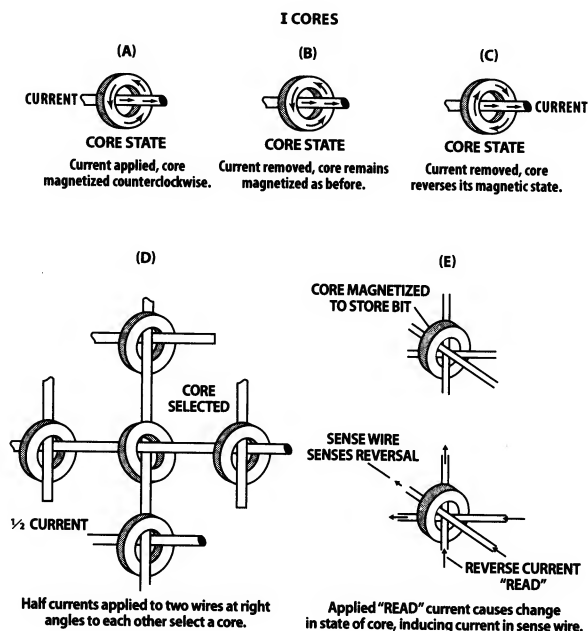 I CORES
(A)
(B)
(C)
CURRENT
CURRENT
CORE STATE
CORE STATE
CORE STATE
Current applied, core
magnetized counterclockwise.
Current removed, core remains
magnetized as before.
Current removed, core
reverses its magnetic state.
(D)
(E)
CORE MAGNETIZED
TO STORE BIT
CORE
SELECTED
SENSE WIRE
SENSES REVERSAL
½ CURRENT
REVERSE CURRENT
"READ"
Half currents applied to two wires at right
angles to each other select a core.
Applied "READ" current causes change
in state of core, inducing current in sense wire.